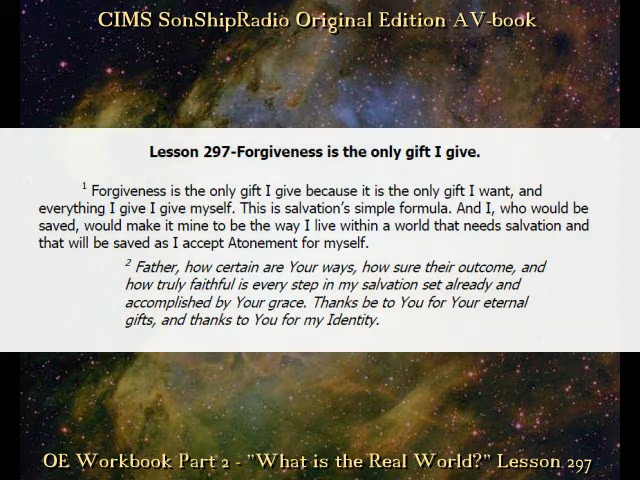 CIMS SonShipRadio Original Edition AV-book
Lesson 297-Forgiveness is the only gift I give.
1 Forgiveness is the only gift I give because it is the only gift I want, and
everything I give I give myself. This is salvation's simple formula. And I, who would be
saved, would make it mine to be the way I live within a world that needs salvation and
that will be saved as I accept Atonement for myself.
2 Father, how certain are Your ways, how sure their outcome, and
how truly faithful is every step in my salvation set already and
accomplished by Your grace. Thanks be to You for Your eternal
gifts, and thanks to You for my Identity.
OE Workbook Part 2 - "What is the Real World?" Lesson 297